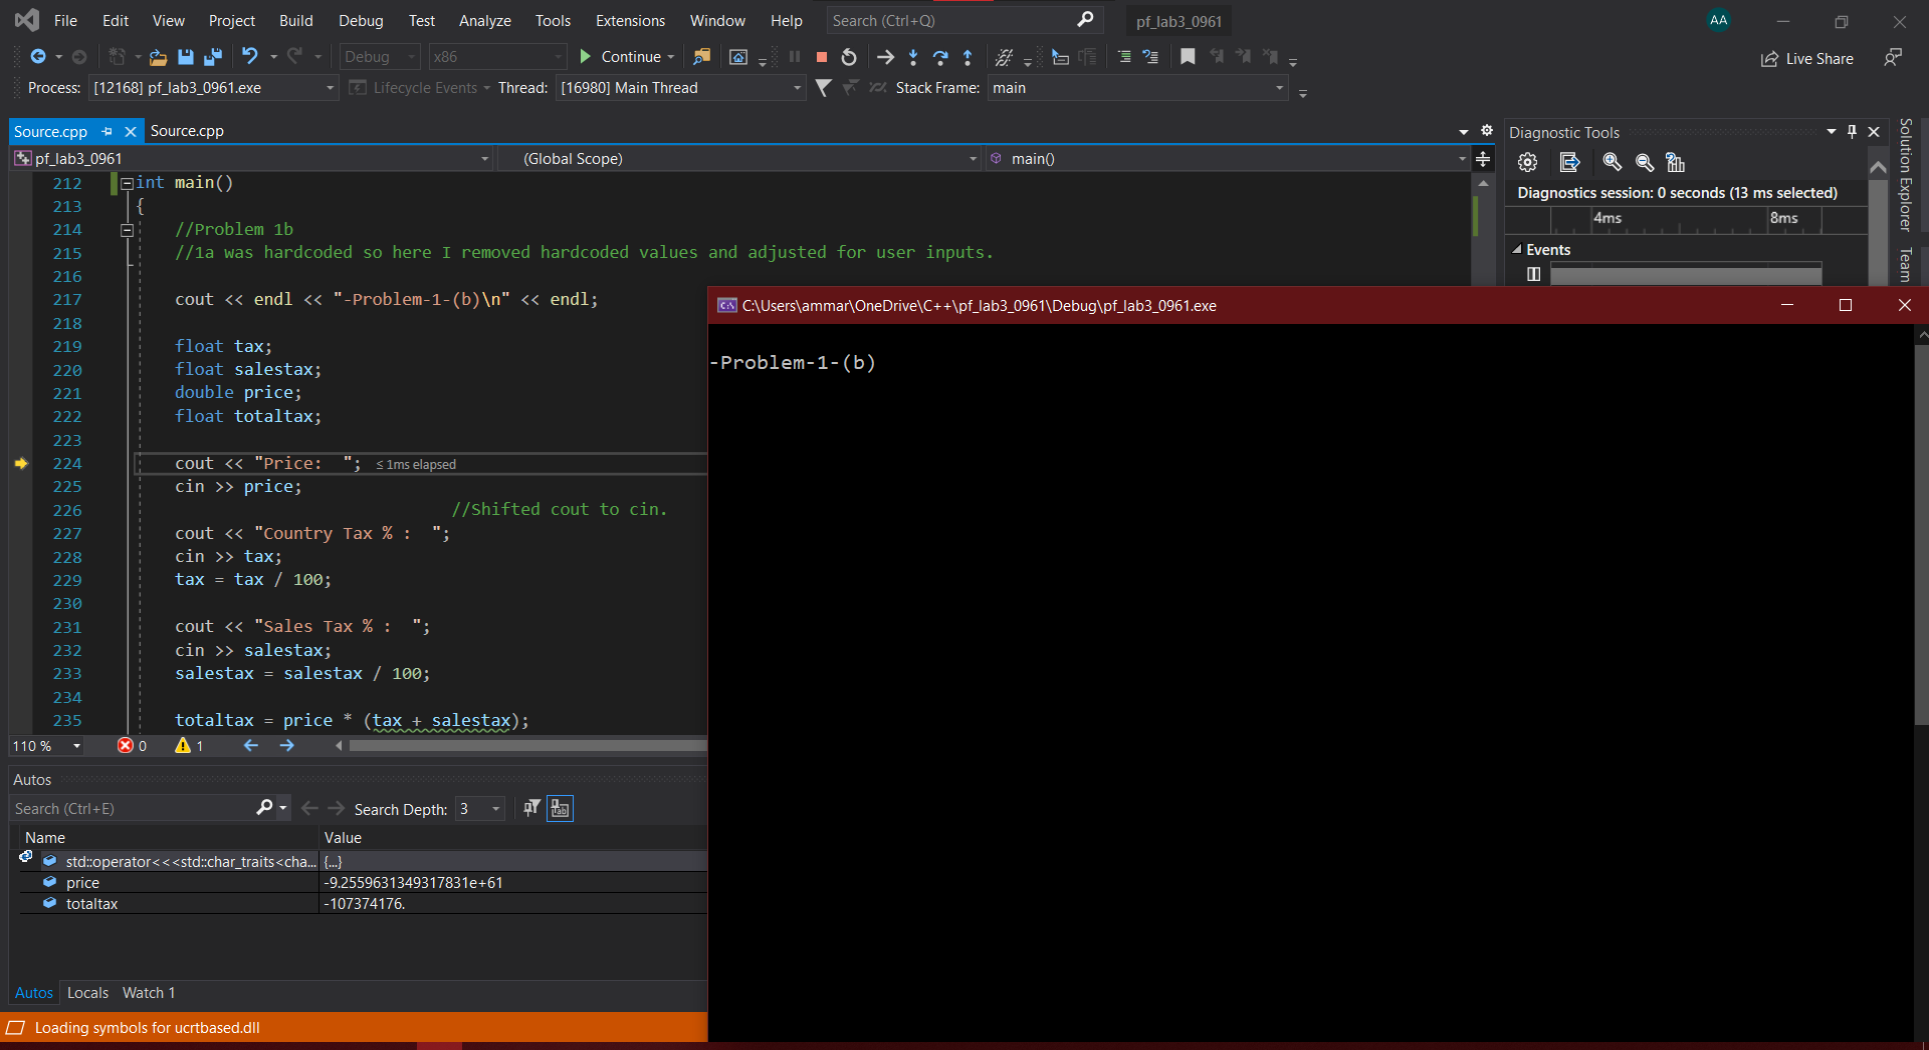 File Edit View Project Build Debug Test Analyze Tools Extensions Window Help Search (Ctrl+Q) pf_lab3_0961 AA
Debug x86 Continue Live Share
Process: [12168] pf_lab3_0961.exe Lifecycle Events Thread: [16980] Main Thread Stack Frame: main
Source.cpp Source.cpp
pf_lab3_0961 (Global Scope) main()
212 int main()
213 {
214 //Problem 1b
215 //1a was hardcoded so here I removed hardcoded values and adjusted for user inputs.
216
217 cout << endl << "-Problem-1-(b)\n" << endl;
218
219 float tax;
220 float salestax;
221 double price;
222 float totaltax;
223
224 cout << "Price:  "; ≤ 1ms elapsed
225 cin >> price;
226 //Shifted cout to cin.
227 cout << "Country Tax % :  ";
228 cin >> tax;
229 tax = tax / 100;
230
231 cout << "Sales Tax % :  ";
232 cin >> salestax;
233 salestax = salestax / 100;
234
235 totaltax = price * (tax + salestax);
110 % 0 1
Autos
Search (Ctrl+E) Search Depth: 3
Name Value
std::operator<<<std::char_traits<cha... {...}
price -9.2559631349317831e+61
totaltax -107374176.
Autos Locals Watch 1
Loading symbols for ucrtbased.dll
C:\Users\ammar\OneDrive\C++\pf_lab3_0961\Debug\pf_lab3_0961.exe
-Problem-1-(b)
Diagnostic Tools
Diagnostics session: 0 seconds (13 ms selected)
4ms 8ms
Events
Solution Explorer
Team